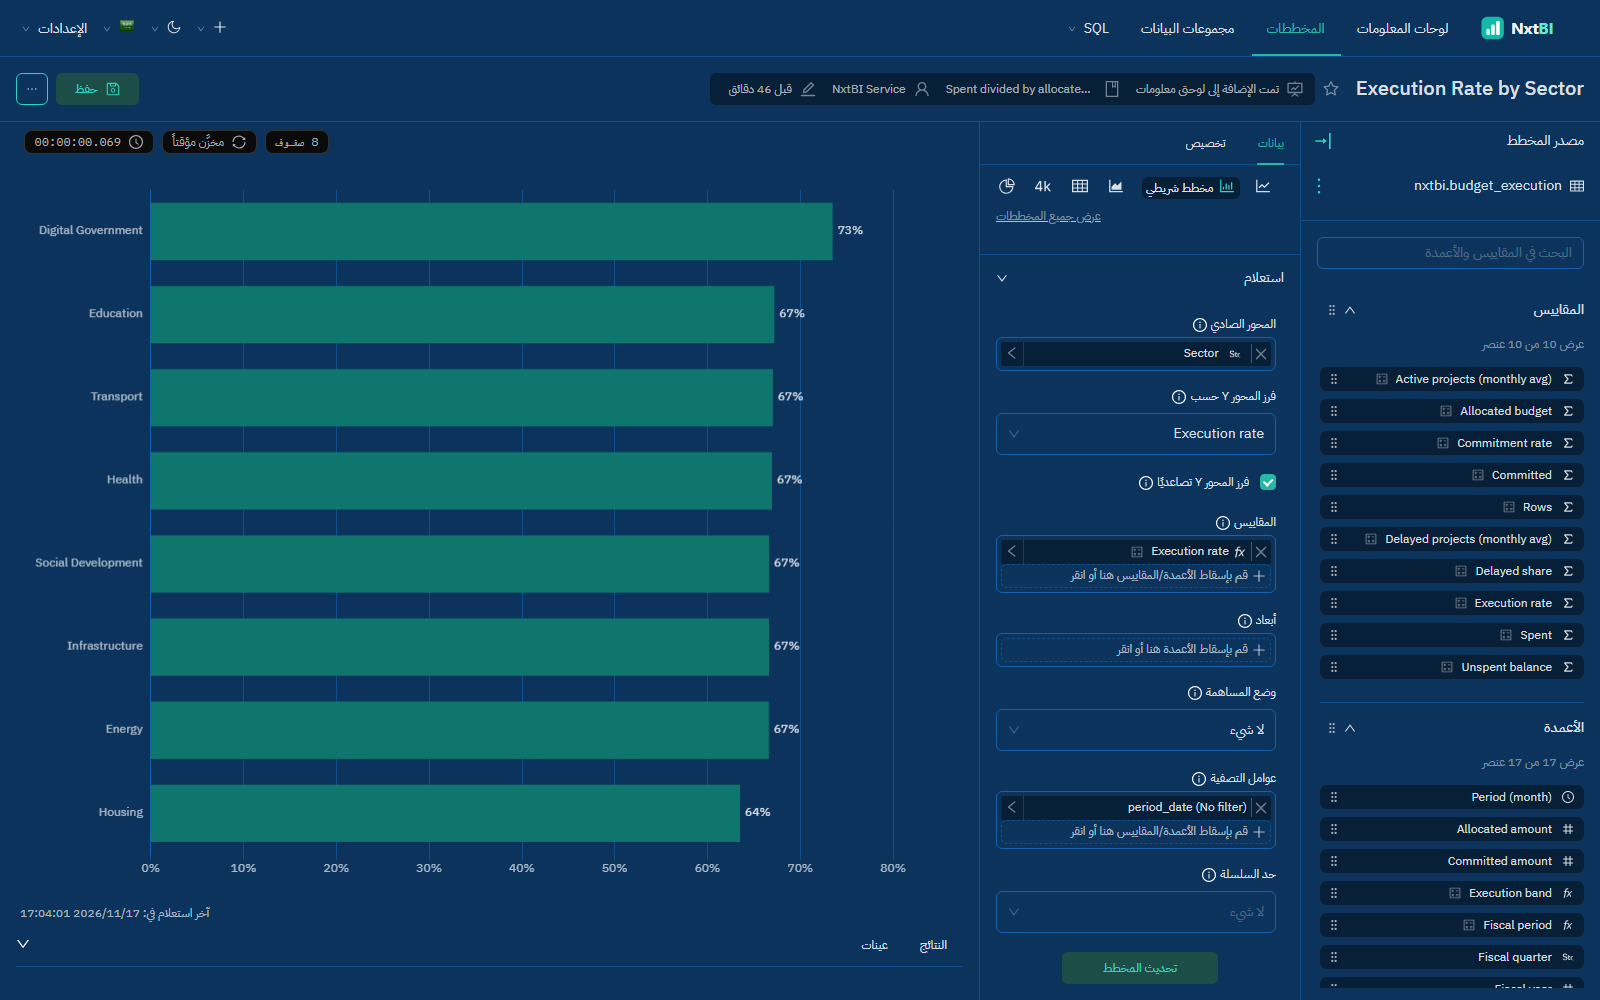 NxtBI
لوحات المعلومات
المخططات
مجموعات البيانات
SQL
الإعدادات
Execution Rate by Sector
تمت الإضافة إلى لوحتي معلومات
Spent divided by allocate...
NxtBI Service
قبل 46 دقائق
حفظ
مصدر المخطط
nxtbi.budget_execution
البحث في المقاييس والأعمدة
المقاييس
عرض 10 من 10 عنصر
Active projects (monthly avg)
Allocated budget
Commitment rate
Committed
Rows
Delayed projects (monthly avg)
Delayed share
Execution rate
Spent
Unspent balance
الأعمدة
عرض 17 من 17 عنصر
Period (month)
Allocated amount
Committed amount
Execution band
Fiscal period
Fiscal quarter
Fiscal year
بيانات
تخصيص
مخطط شريطي
4k
عرض جميع المخططات
استعلام
المحور الصادي
Sector
فرز المحور Y حسب
Execution rate
فرز المحور Y تصاعديًا
المقاييس
Execution rate
قم بإسقاط الأعمدة/المقاييس هنا أو انقر
أبعاد
قم بإسقاط الأعمدة هنا أو انقر
وضع المساهمة
لا شيء
عوامل التصفية
period_date (No filter)
قم بإسقاط الأعمدة/المقاييس هنا أو انقر
حد السلسلة
لا شيء
تحديث المخطط
8 صفوف
مخزَّن مؤقتاً
00:00:00.069
Digital Government 73%
Education 67%
Transport 67%
Health 67%
Social Development 67%
Infrastructure 67%
Energy 67%
Housing 64%
0% 10% 20% 30% 40% 50% 60% 70% 80%
آخر استعلام في: 2026/11/17 17:04:01
النتائج
عينات